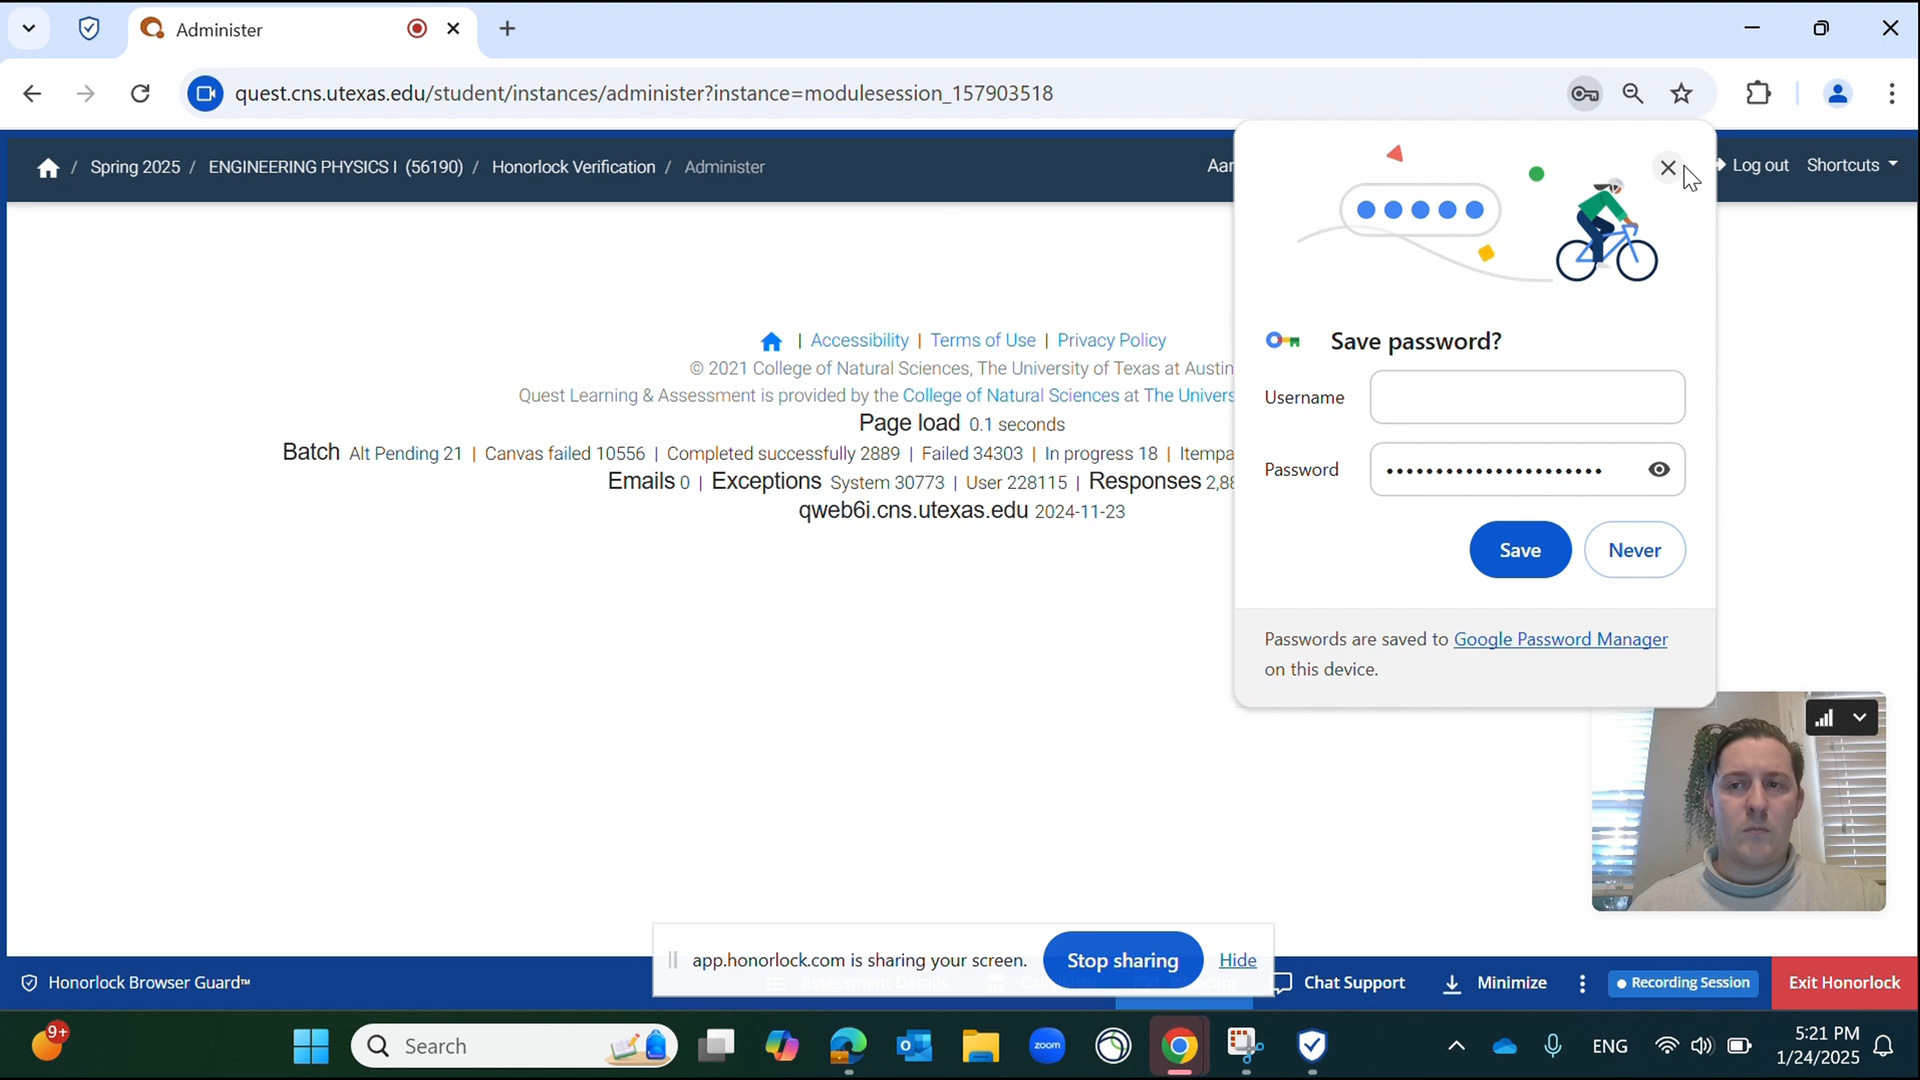 Administer
quest.cns.utexas.edu/student/instances/administer?instance=modulesession_157903518
/ Spring 2025 / ENGINEERING PHYSICS I (56190) / Honorlock Verification / Administer
Aar
Log out Shortcuts
Save password?
Username
Password ••••••••••••••••••••••
Save Never
Passwords are saved to Google Password Manager
on this device.
| Accessibility | Terms of Use | Privacy Policy
© 2021 College of Natural Sciences, The University of Texas at Austin
Quest Learning & Assessment is provided by the College of Natural Sciences at The Univers
Page load 0.1 seconds
Batch Alt Pending 21 | Canvas failed 10556 | Completed successfully 2889 | Failed 34303 | In progress 18 | Itempa
Emails 0 | Exceptions System 30773 | User 228115 | Responses 2,88
qweb6i.cns.utexas.edu 2024-11-23
app.honorlock.com is sharing your screen. Stop sharing Hide
Honorlock Browser Guard™
Assessment Details
Chat Support Minimize Recording Session Exit Honorlock
9+
Search
zoom
ENG
5:21 PM
1/24/2025